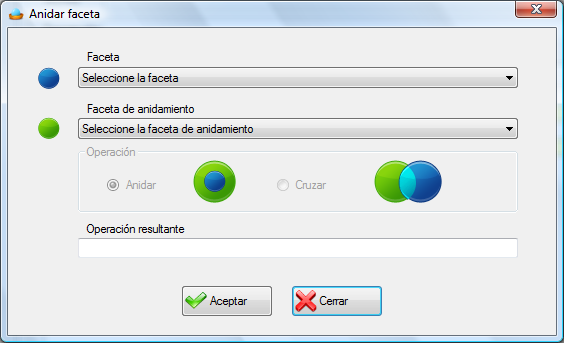 Anidar faceta
Faceta
Seleccione la faceta
Faceta de anidamiento
Seleccione la faceta de anidamiento
Operación
Anidar
Cruzar
Operación resultante
Aceptar
Cerrar